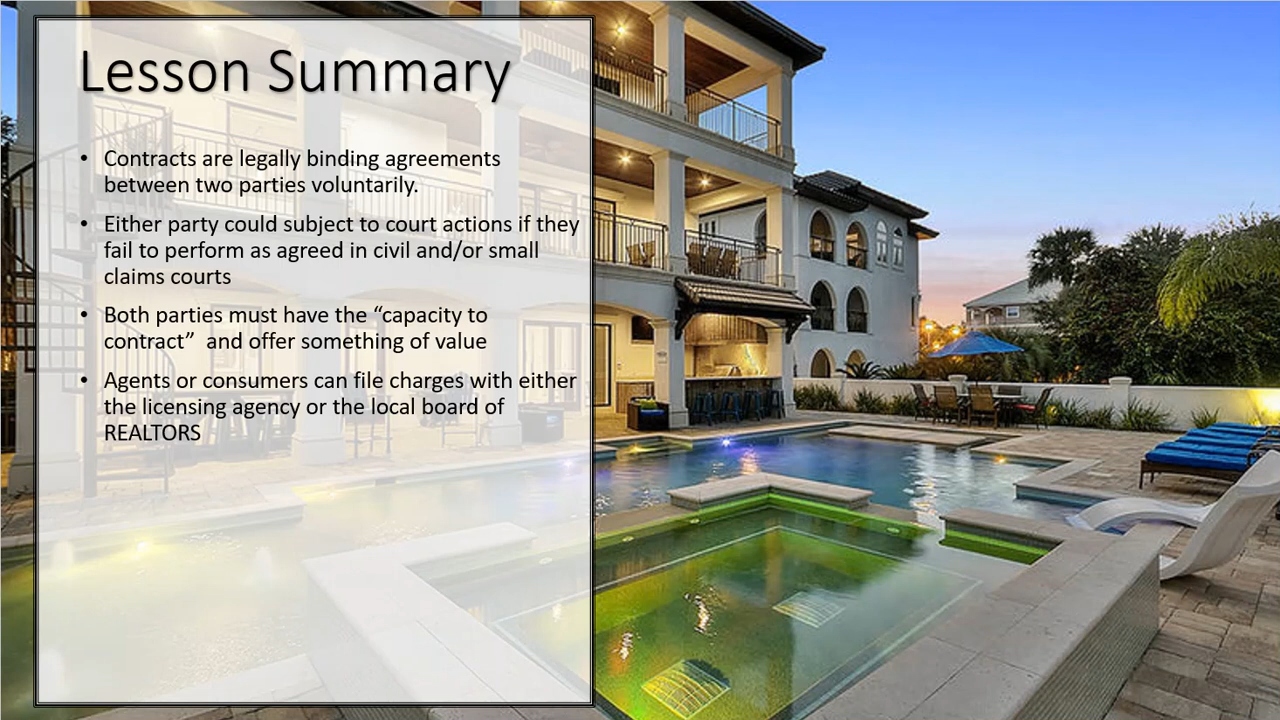 Lesson Summary
• Contracts are legally binding agreements
between two parties voluntarily.
• Either party could subject to court actions if they
fail to perform as agreed in civil and/or small
claims courts
• Both parties must have the “capacity to
contract”  and offer something of value
• Agents or consumers can file charges with either
the licensing agency or the local board of
REALTORS